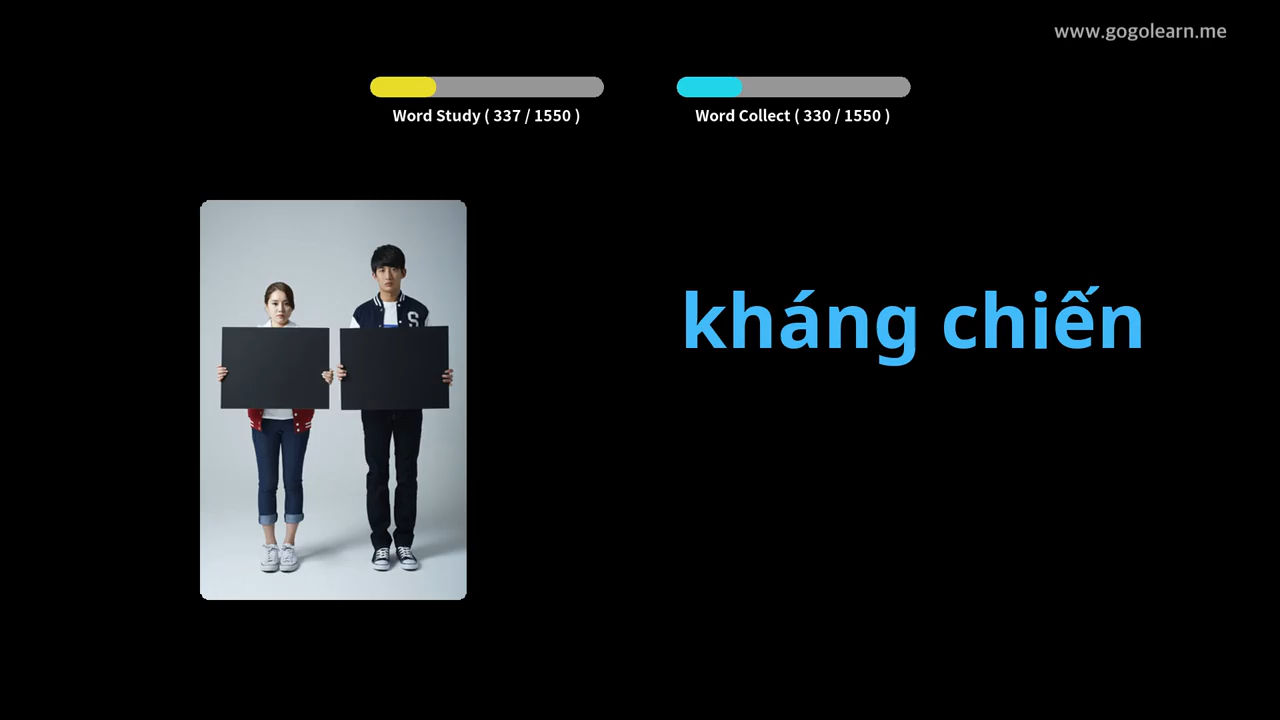 www.gogolearn.me
Word Study ( 337 / 1550 )
Word Collect ( 330 / 1550 )
S
kháng chiến